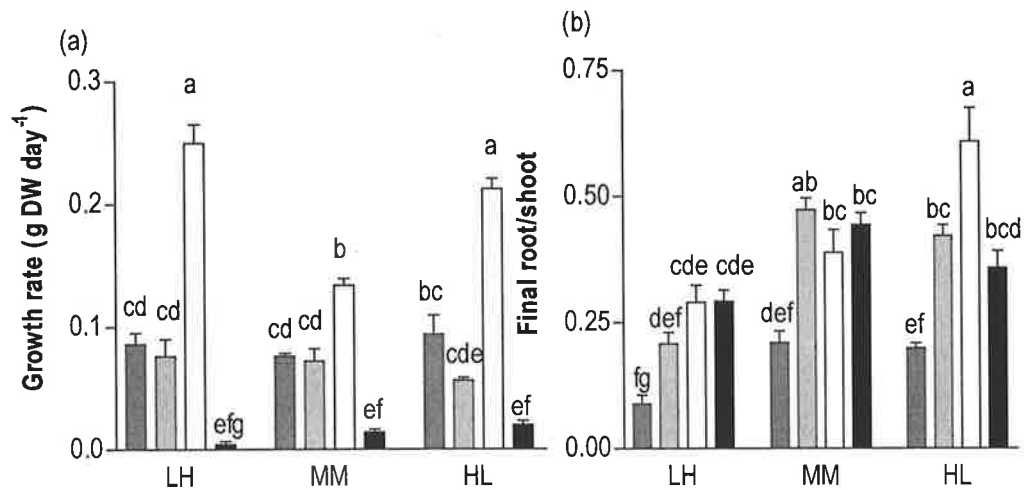 (a)
Growth rate (g DW day-1)
0.3
0.2
0.1
0.0
a
cd cd
efg
b
cd cd
ef
a
bc
cde
ef
LH MM HL
(b)
Final root/shoot
0.75
0.50
0.25
0.00
cde cde
def
fg
ab
bc bc
def
a
bc
bcd
ef
LH MM HL